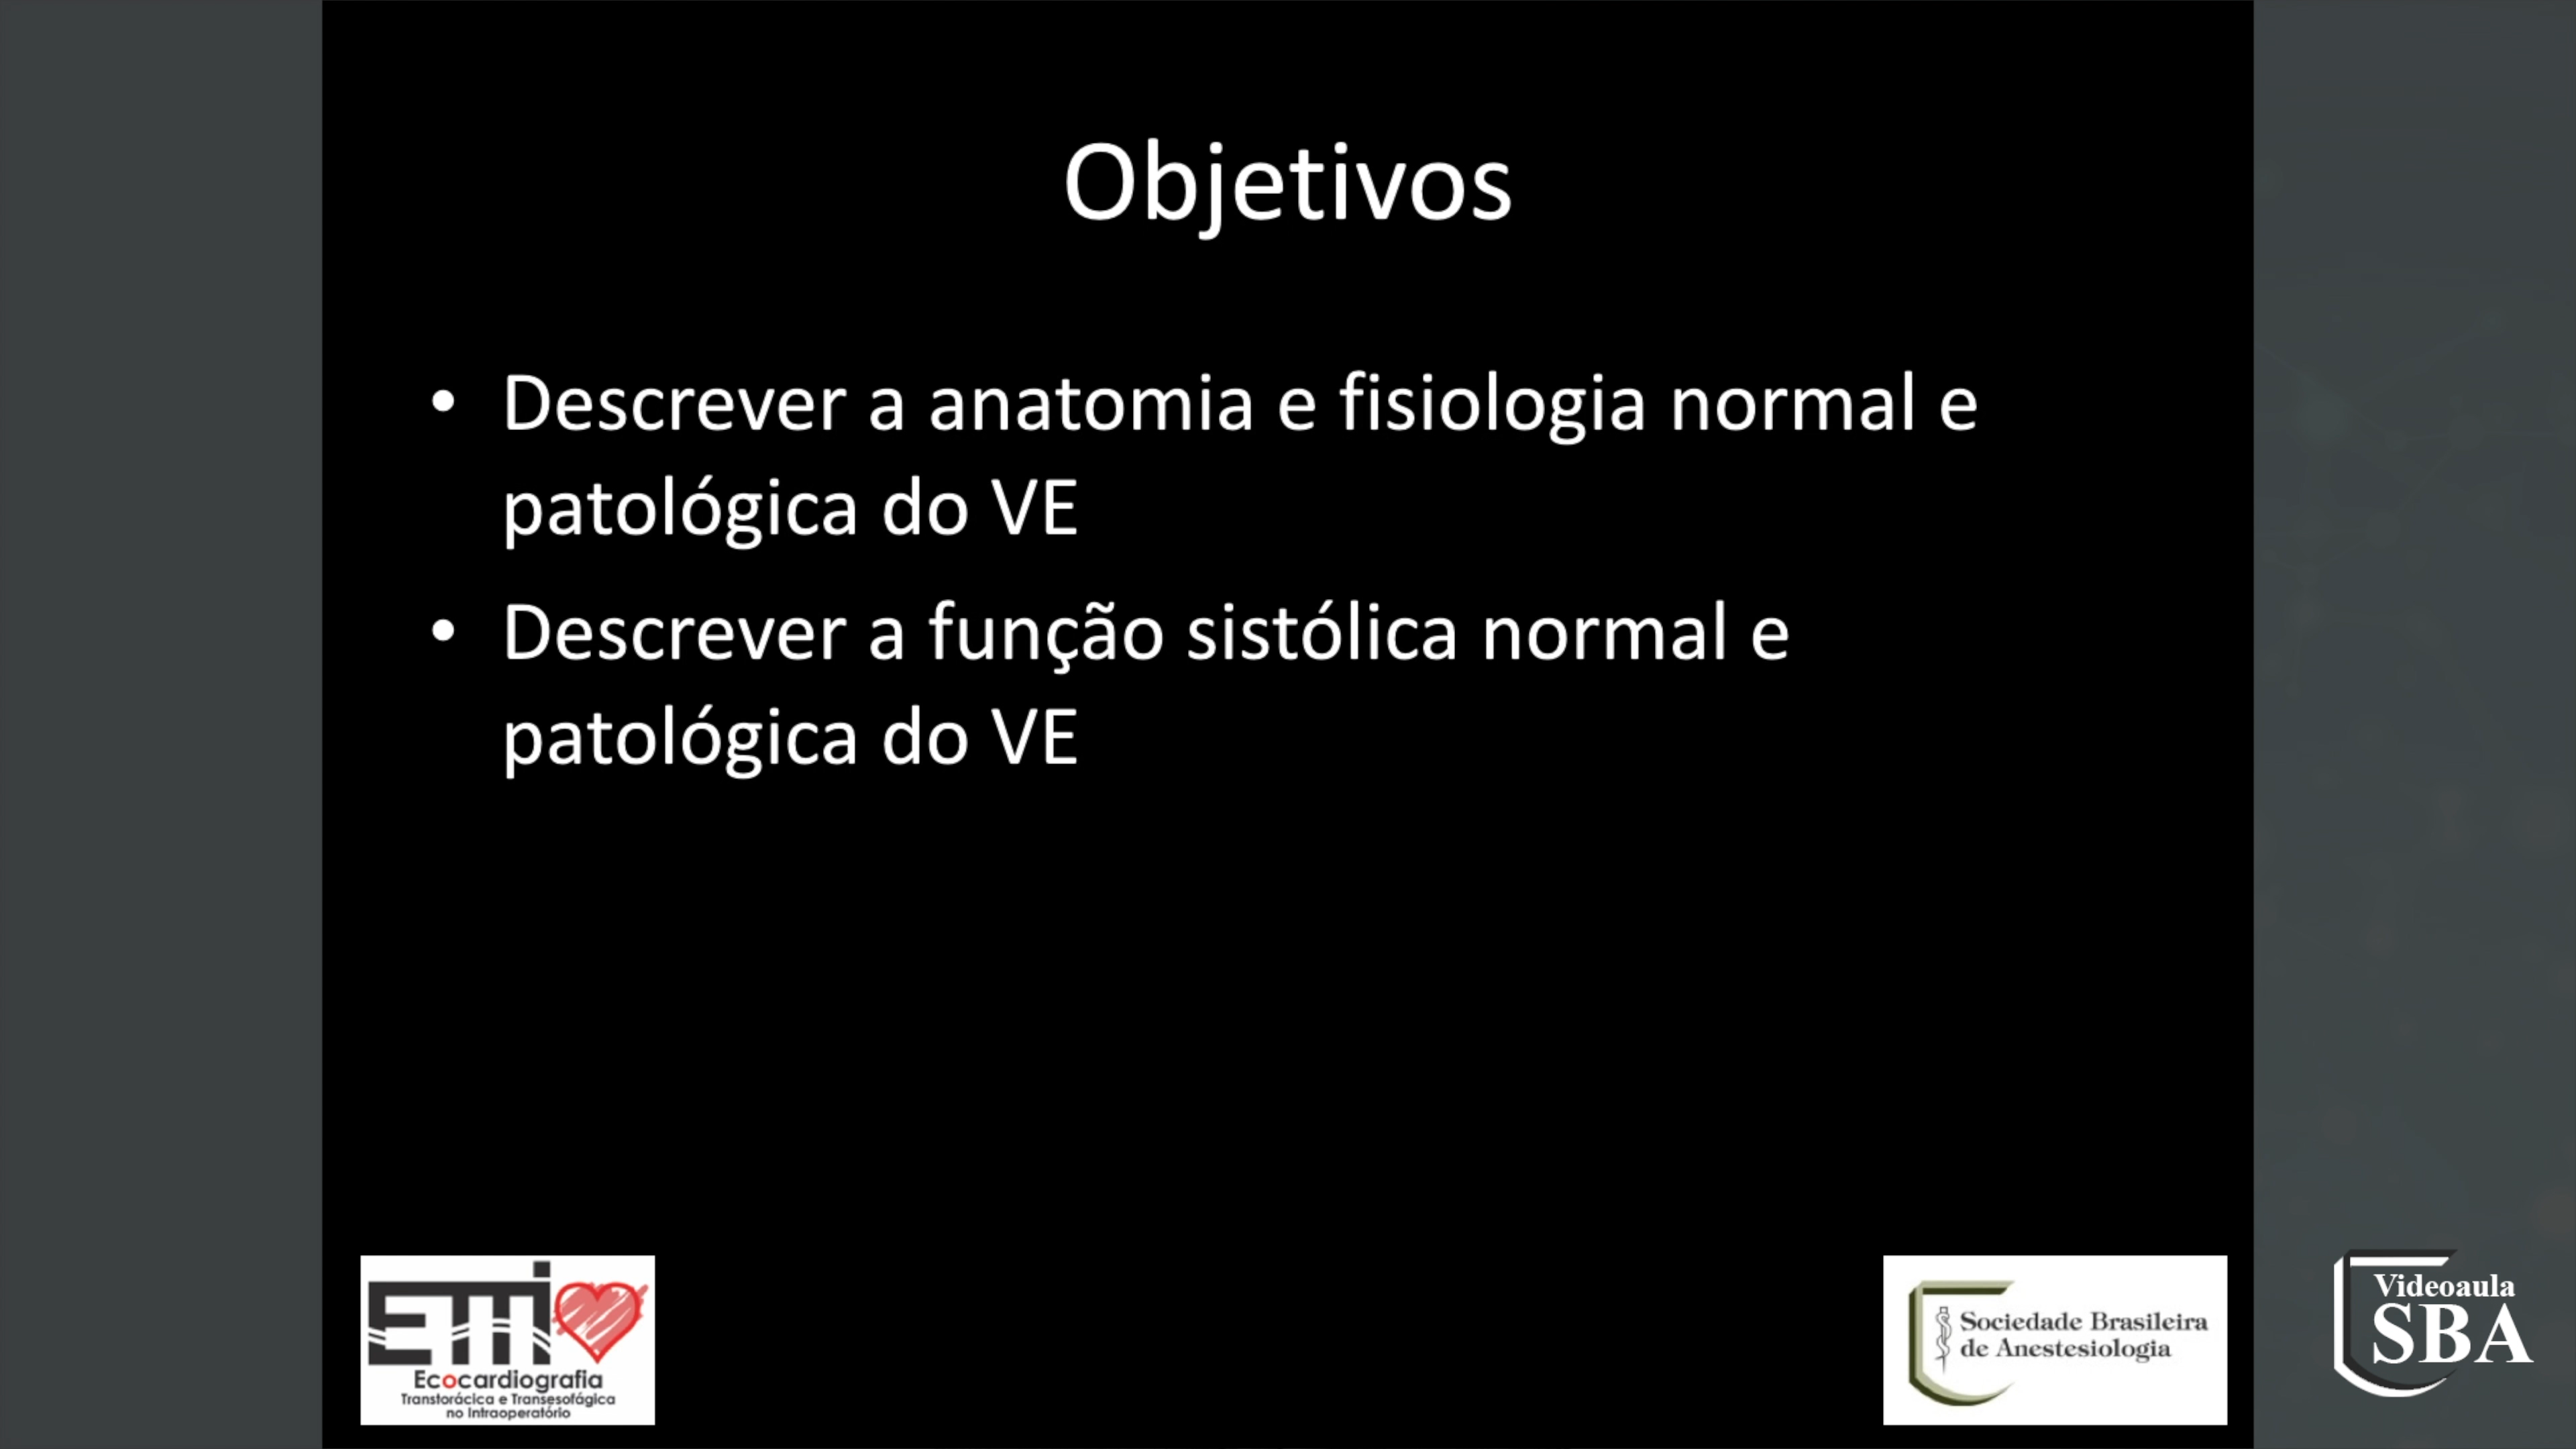 Objetivos
• Descrever a anatomia e fisiologia normal e
patológica do VE
• Descrever a função sistólica normal e
patológica do VE
ETTI
Ecocardiografia
Transtorácica e Transesofágica
no Intraoperatório
Sociedade Brasileira
de Anestesiologia
Videoaula
SBA